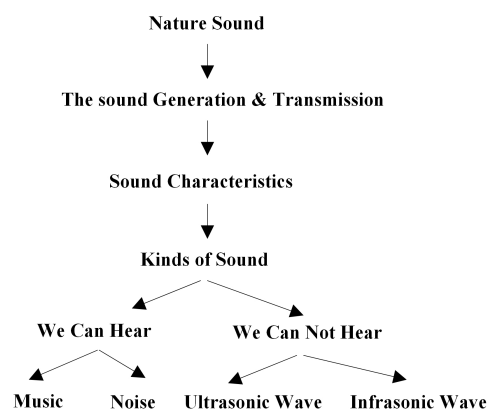 Nature Sound
The sound Generation & Transmission
Sound Characteristics
Kinds of Sound
We Can Hear
We Can Not Hear
Music
Noise
Ultrasonic Wave
Infrasonic Wave